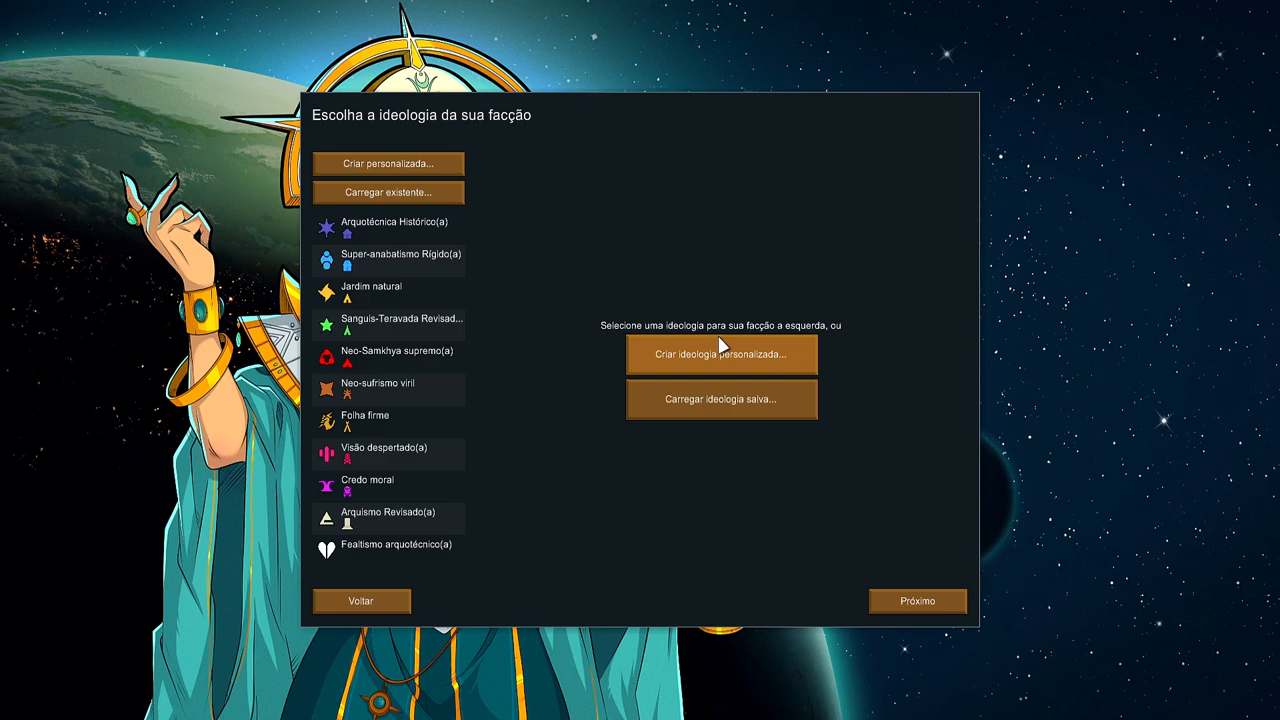 Escolha a ideologia da sua facção
Criar personalizada...
Carregar existente...
Arquotécnica Histórico(a)
Super-anabatismo Rígido(a)
Jardim natural
Sanguis-Teravada Revisad...
Neo-Samkhya supremo(a)
Neo-sufrismo viril
Folha firme
Visão despertado(a)
Credo moral
Arquismo Revisado(a)
Fealtismo arquotécnico(a)
Selecione uma ideologia para sua facção a esquerda, ou
Criar ideologia personalizada...
Carregar ideologia salva...
Voltar
Próximo